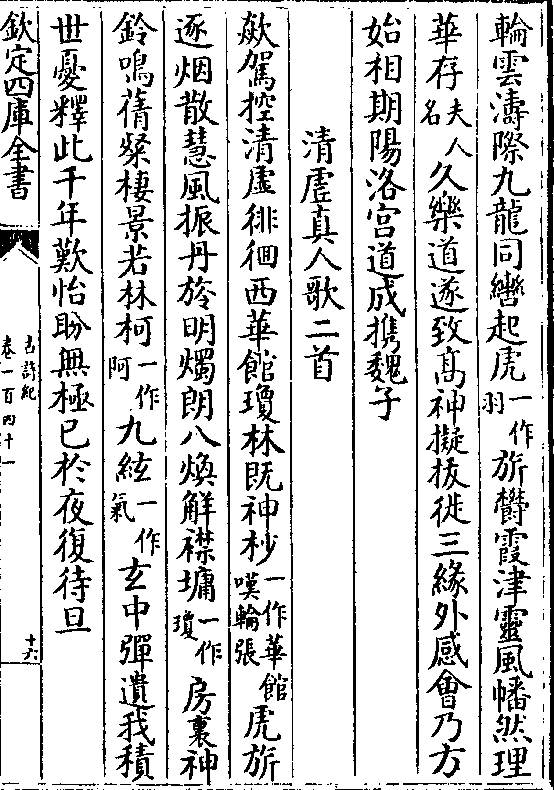 輪雲濤際九龍同轡起虎一作羽旂鬱霞津靈風幡然理
華存夫人名久樂道遂致髙神擬拔徙三緣外感會乃方
始相期陽洛宫道成携魏子
清虛真人歌二首
歘駕控清虛徘徊西華館瓊林既神杪一作華館嘆輪張虎旂
逐烟散慧風振丹旍明燭朗八煥解襟墉一作瓊房裏神
鈴鳴蒨粲棲景若林柯一作阿九絃一作氣玄中彈遺我積
世憂釋此千年歎怡盼無極已於夜復待旦
欽定四庫全書
古詩紀
卷一百四十一
十六